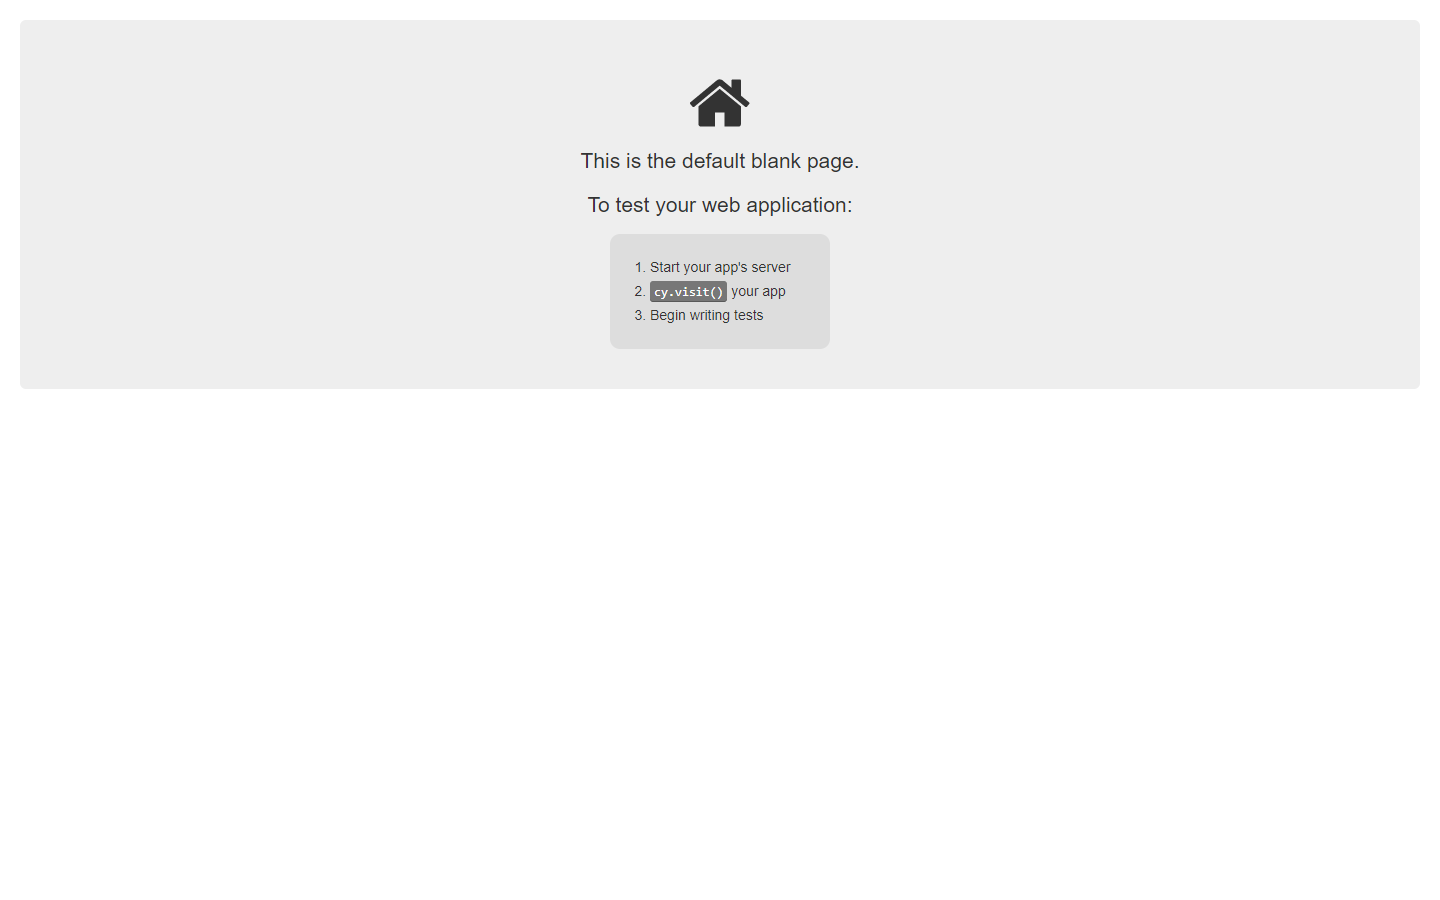 This is the default blank page.
To test your web application:
1. Start your app's server
2. cy.visit() your app
3. Begin writing tests